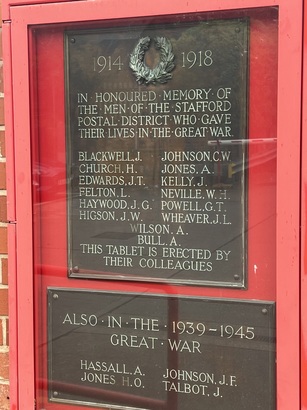 1914 1918
IN·HONOURED·MEMORY·OF
THE·MEN·OF·THE·STAFFORD
POSTAL·DISTRICT·WHO·GAVE
THEIR·LIVES·IN·THE·GREAT·WAR
BLACKWELL, J. JOHNSON, C.W
CHURCH, H. JONES, A.
EDWARDS, J.T. KELLY, J.
FELTON, L. NEVILLE, W.H.
HAYWOOD, J.G. POWELL, G.T.
HIGSON, J.W. WHEAVER, J.L.
WILSON, A.
BULL, A.
THIS TABLET IS ERECTED BY
THEIR COLLEAGUES
ALSO·IN·THE·1939–1945
GREAT·WAR
HASSALL, A. JOHNSON, J.F.
JONES H.O. TALBOT, J.